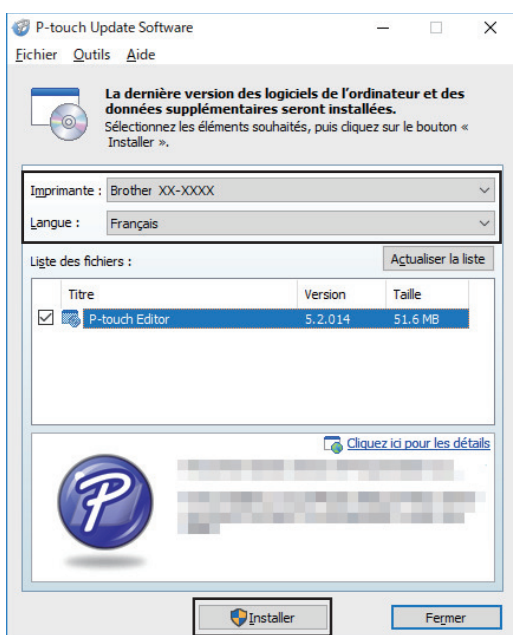 P-touch Update Software
Fichier Outils Aide
La dernière version des logiciels de l'ordinateur et des
données supplémentaires seront installées.
Sélectionnez les éléments souhaités, puis cliquez sur le bouton «
Installer ».
Imprimante : Brother XX-XXXX
Langue : Français
Liste des fichiers : Actualiser la liste
Titre Version Taille
P-touch Editor 5.2.014 51.6 MB
Cliquez ici pour les détails
P
Installer Fermer